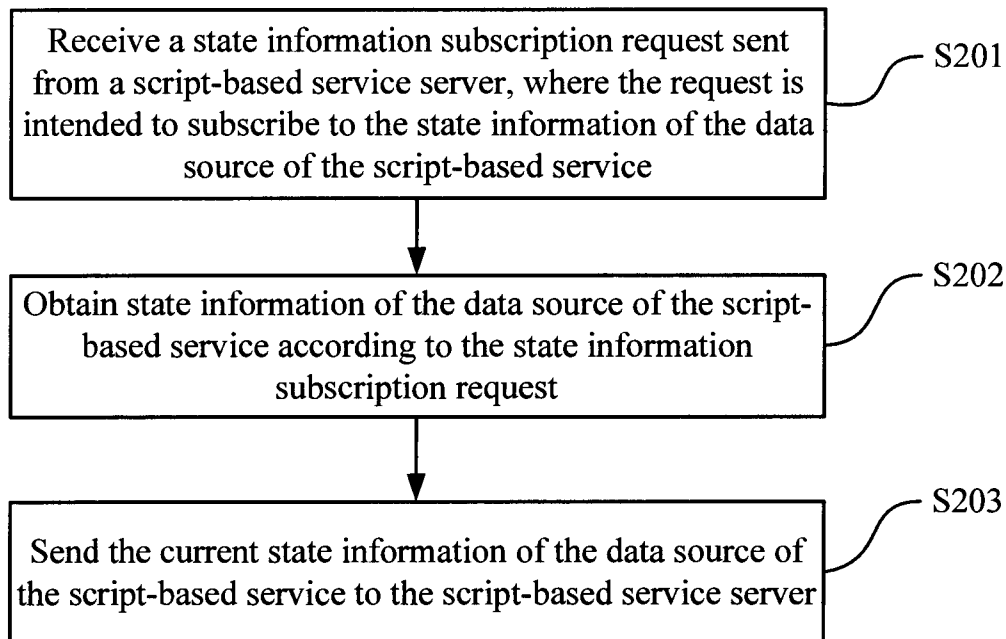 Receive a state information subscription request sent
from a script-based service server, where the request is
intended to subscribe to the state information of the data
source of the script-based service
S201
Obtain state information of the data source of the script-
based service according to the state information
subscription request
S202
Send the current state information of the data source of
the script-based service to the script-based service server
S203